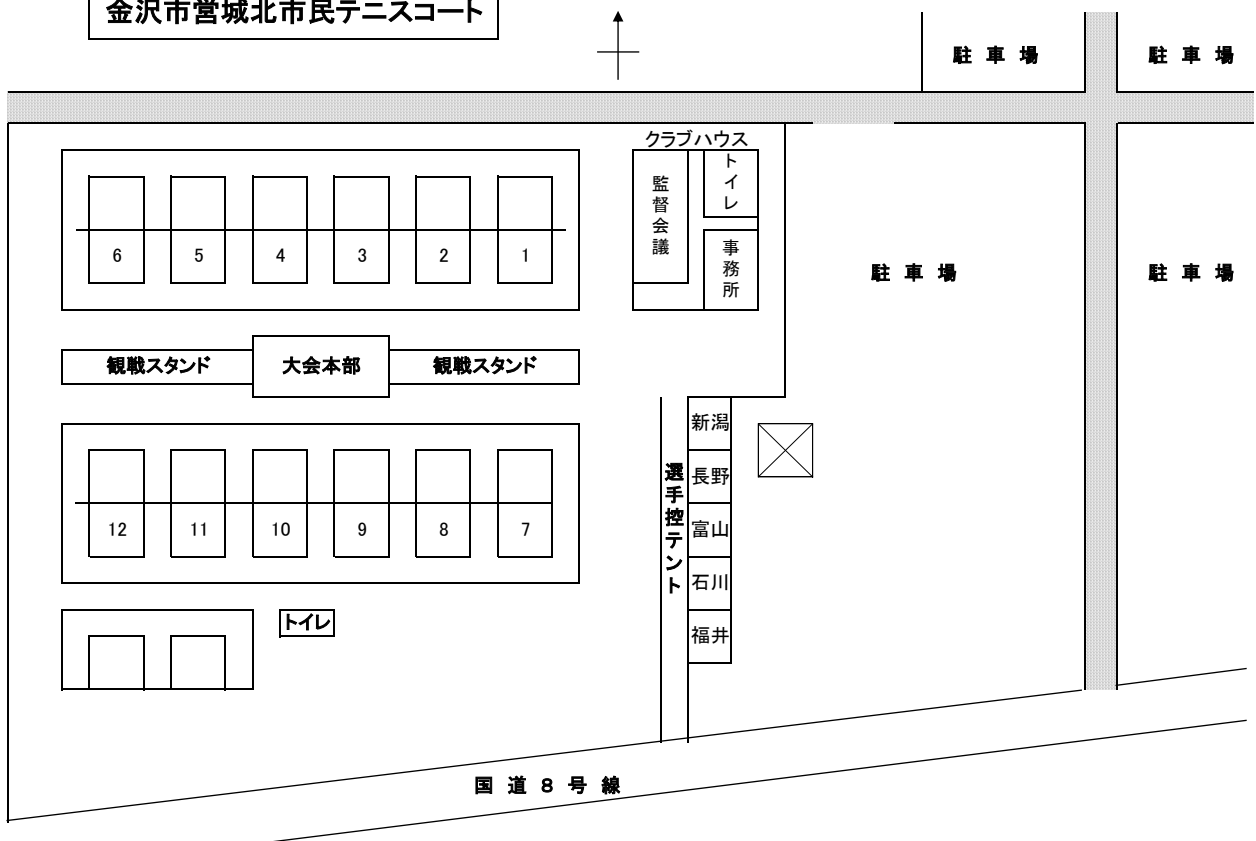 金沢市営城北市民テニスコート
駐 車 場
駐 車 場
クラブハウス
監督会議
トイレ
事務所
6 5 4 3 2 1
駐 車 場
駐 車 場
観戦スタンド
大会本部
観戦スタンド
選手控テント
新潟
長野
富山
石川
福井
12 11 10 9 8 7
トイレ
国 道 8 号 線